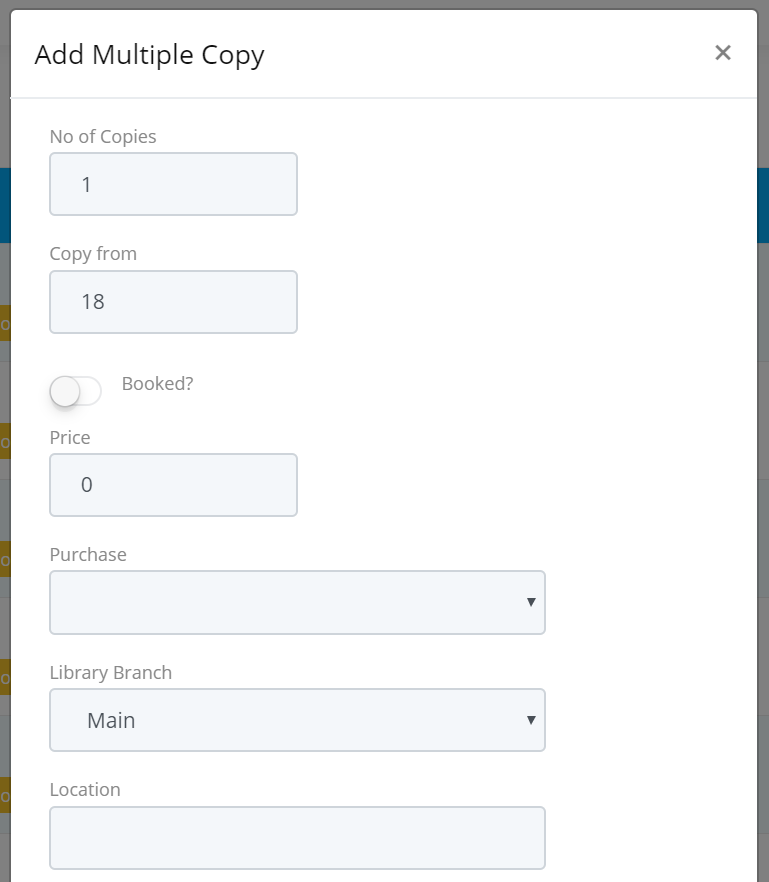 Add Multiple Copy ×
No of Copies
1
Copy from
18
Booked?
Price
0
Purchase
Library Branch
Main
Location